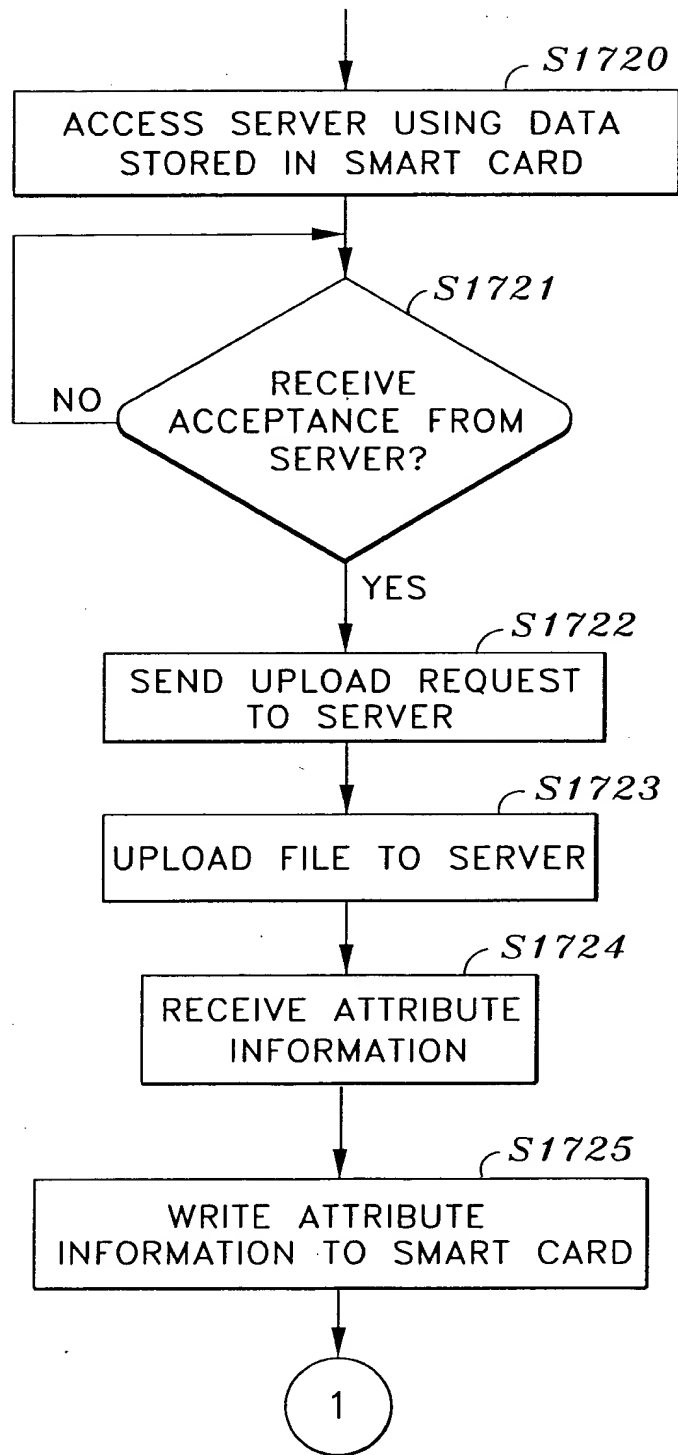 S1720
ACCESS SERVER USING DATA
STORED IN SMART CARD
S1721
RECEIVE
ACCEPTANCE FROM
SERVER?
NO
YES
S1722
SEND UPLOAD REQUEST
TO SERVER
S1723
UPLOAD FILE TO SERVER
S1724
RECEIVE ATTRIBUTE
INFORMATION
S1725
WRITE ATTRIBUTE
INFORMATION TO SMART CARD
1